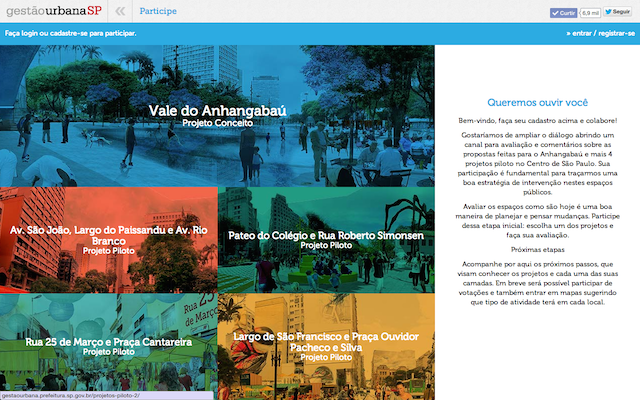 gestãourbanaSP
Participe
Curtir 6,9 mil
Seguir
Faça login ou cadastre-se para participar.
» entrar / registrar-se
Vale do Anhangabaú
Projeto Conceito
Av. São João, Largo do Paissandu e Av. Rio
Branco
Projeto Piloto
Pateo do Colégio e Rua Roberto Simonsen
Projeto Piloto
Rua 25
de Março
Rua 25 de Março e Praça Cantareira
Projeto Piloto
Largo de São Francisco e Praça Ouvidor
Pacheco e Silva
Projeto Piloto
Queremos ouvir você
Bem-vindo, faça seu cadastro acima e colabore!
Gostaríamos de ampliar o diálogo abrindo um
canal para avaliação e comentários sobre as
propostas feitas para o Anhangabaú e mais 4
projetos piloto no Centro de São Paulo. Sua
participação é fundamental para traçarmos uma
boa estratégia de intervenção nestes espaços
públicos.
Avaliar os espaços como são hoje é uma boa
maneira de planejar e pensar mudanças. Participe
dessa etapa inicial: escolha um dos projetos e
faça sua avaliação.
Próximas etapas
Acompanhe por aqui os próximos passos, que
visam conhecer os projetos e cada uma das suas
camadas. Em breve será possível participar de
votações e também entrar em mapas sugerindo
que tipo de atividade terá em cada local.
gestaourbana.prefeitura.sp.gov.br/projetos-piloto-2/